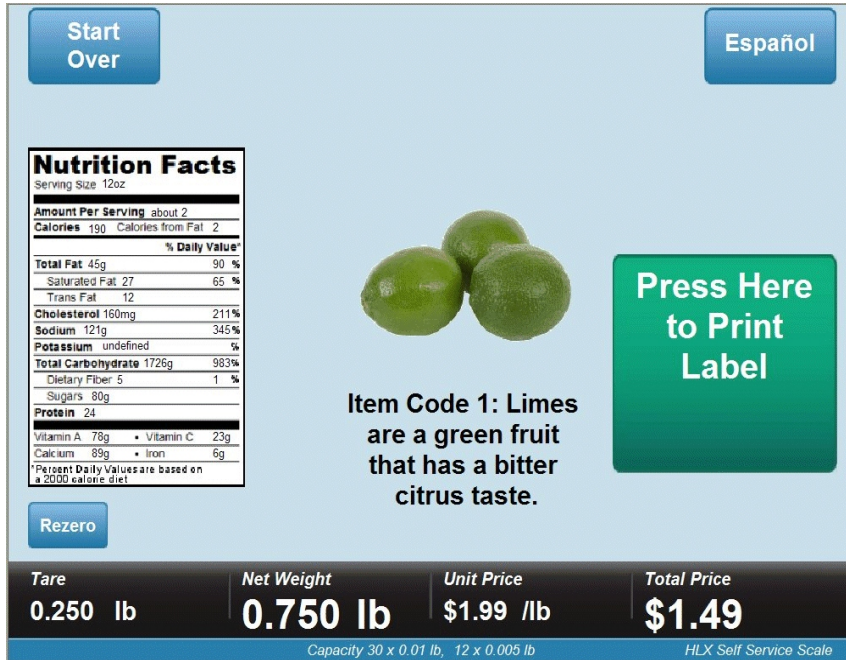 Start
Over
Español
Nutrition Facts
Serving Size 12oz
Amount Per Serving about 2
Calories 190 Calories from Fat 2
% Daily Value*
Total Fat 45g 90 %
Saturated Fat 27 65 %
Trans Fat 12
Cholesterol 160mg 211%
Sodium 121g 345%
Potassium undefined %
Total Carbohydrate 1726g 983%
Dietary Fiber 5 1 %
Sugars 80g
Protein 24
Vitamin A 78g • Vitamin C 23g
Calcium 89g • Iron 6g
*Percent Daily Values are based on
a 2000 calorie diet
Item Code 1: Limes
are a green fruit
that has a bitter
citrus taste.
Press Here
to Print
Label
Rezero
Tare Net Weight Unit Price Total Price
0.250 lb 0.750 lb $1.99 /lb $1.49
Capacity 30 x 0.01 lb, 12 x 0.005 lb HLX Self Service Scale